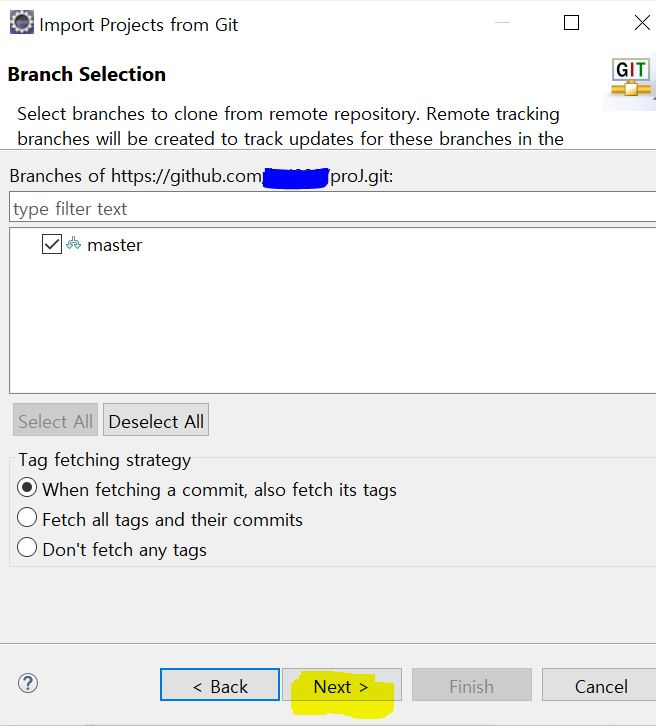 Import Projects from Git
Branch Selection
GIT
Select branches to clone from remote repository. Remote tracking
branches will be created to track updates for these branches in the
Branches of https://github.com proJ.git:
type filter text
master
Select All Deselect All
Tag fetching strategy
When fetching a commit, also fetch its tags
Fetch all tags and their commits
Don't fetch any tags
? < Back Next > Finish Cancel